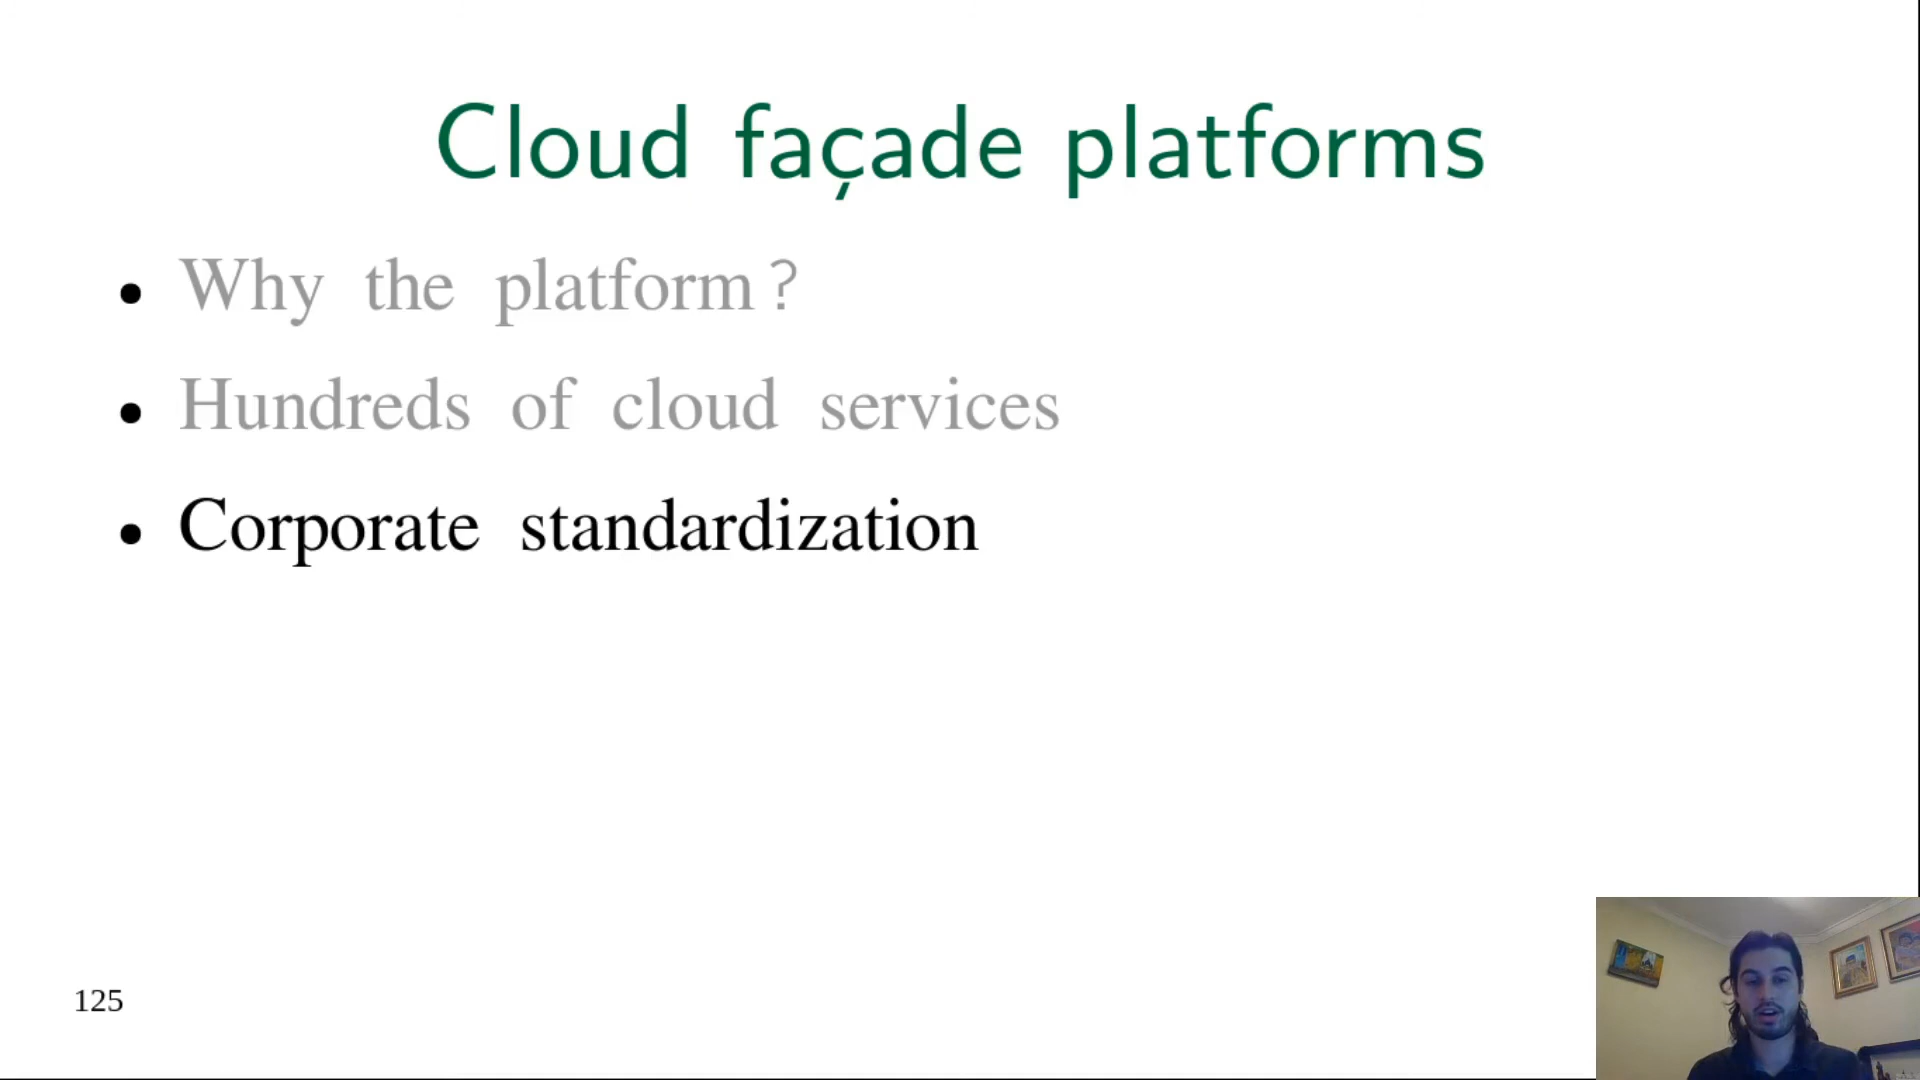 Cloud façade platforms
• Why the platform?
• Hundreds of cloud services
• Corporate standardization
125